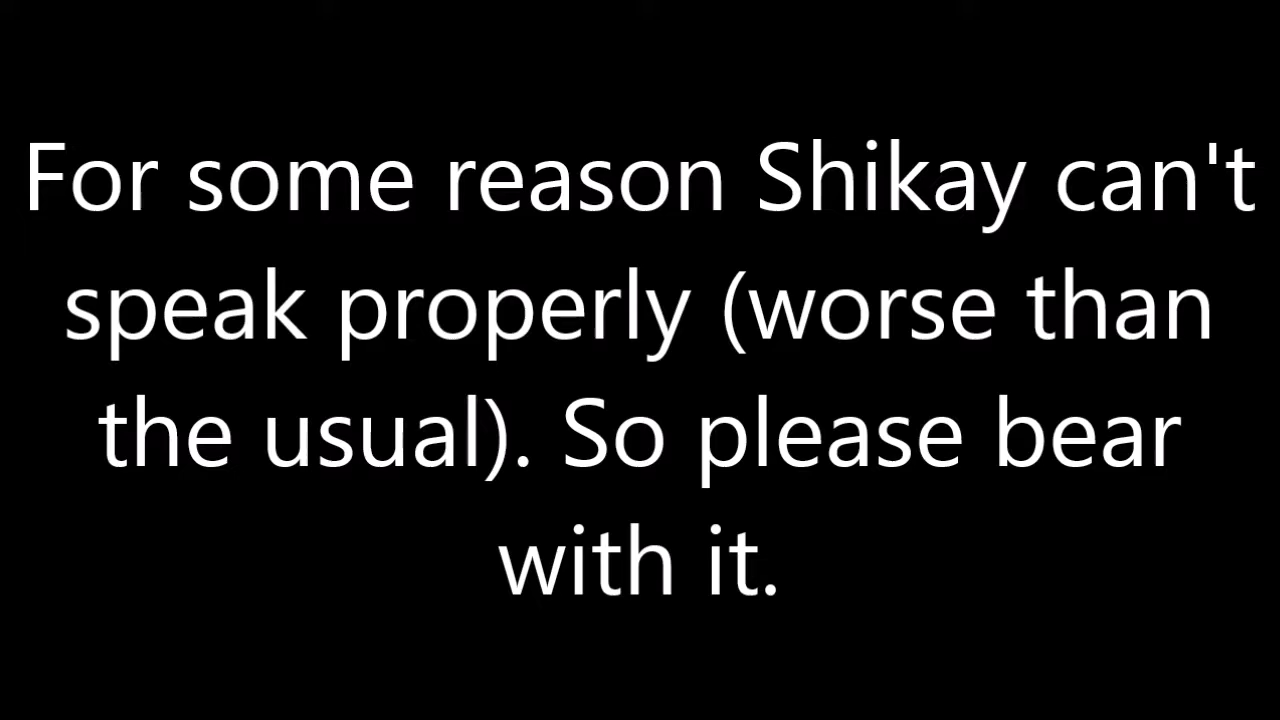 For some reason Shikay can't
speak properly (worse than
the usual). So please bear
with it.